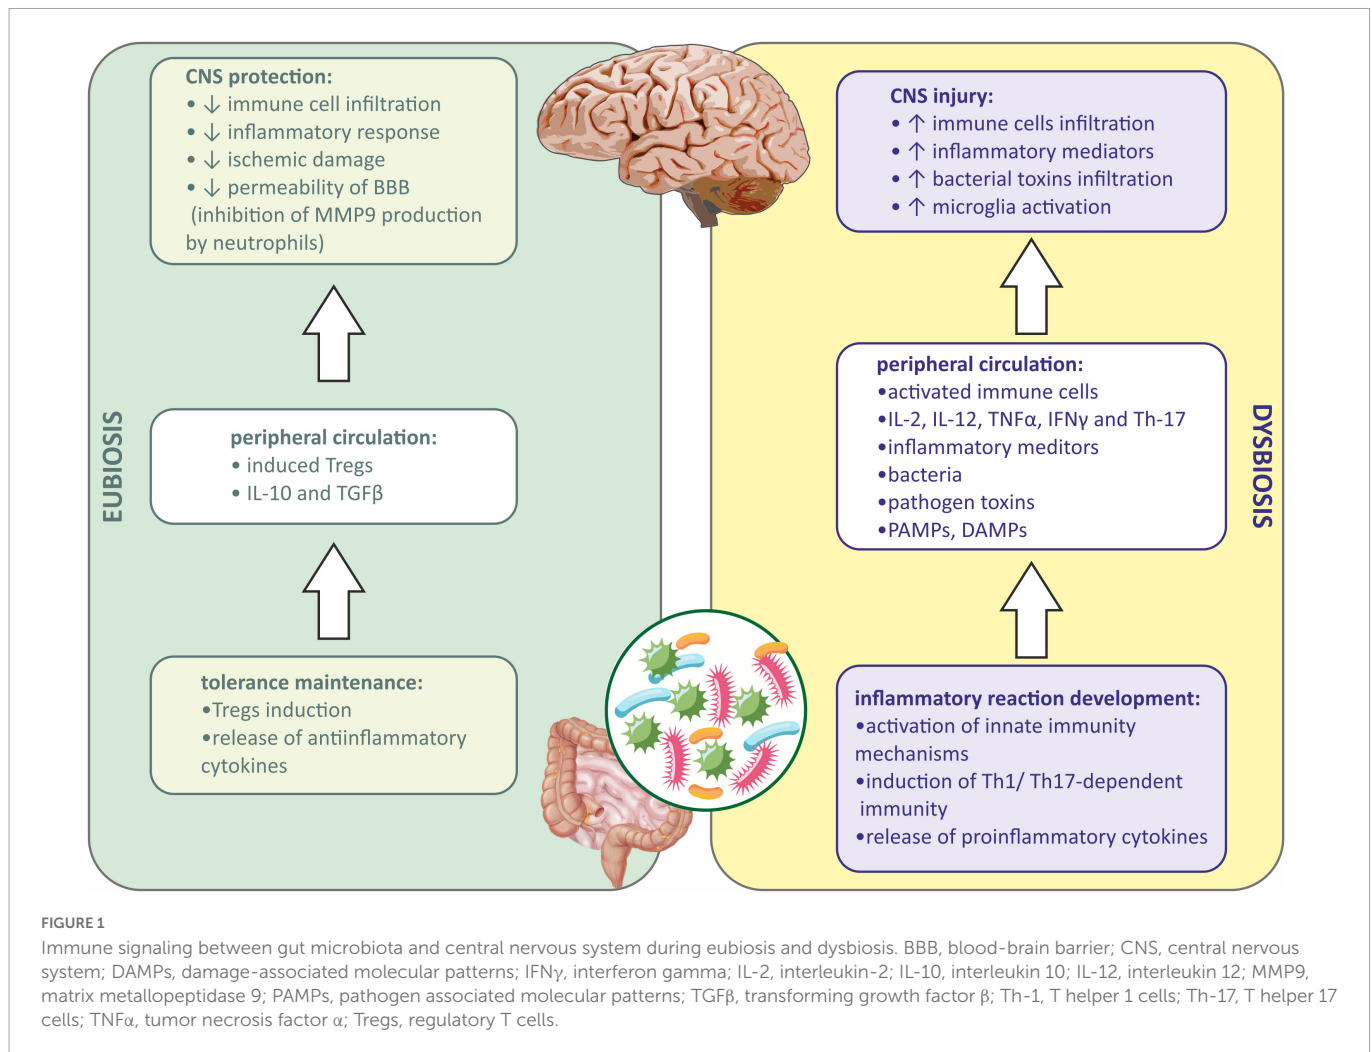 CNS protection:
• ↓ immune cell infiltration
• ↓ inflammatory response
• ↓ ischemic damage
• ↓ permeability of BBB
(inhibition of MMP9 production
by neutrophils)
EUBIOSIS
peripheral circulation:
• induced Tregs
• IL-10 and TGFβ
tolerance maintenance:
•Tregs induction
•release of antiinflammatory
cytokines
CNS injury:
• ↑ immune cells infiltration
• ↑ inflammatory mediators
• ↑ bacterial toxins infiltration
• ↑ microglia activation
peripheral circulation:
•activated immune cells
•IL-2, IL-12, TNFα, IFNγ and Th-17
•inflammatory meditors
•bacteria
•pathogen toxins
•PAMPs, DAMPs
DYSBIOSIS
inflammatory reaction development:
•activation of innate immunity
mechanisms
•induction of Th1/ Th17-dependent
immunity
•release of proinflammatory cytokines
FIGURE 1
Immune signaling between gut microbiota and central nervous system during eubiosis and dysbiosis. BBB, blood-brain barrier; CNS, central nervous
system; DAMPs, damage-associated molecular patterns; IFNγ, interferon gamma; IL-2, interleukin-2; IL-10, interleukin 10; IL-12, interleukin 12; MMP9,
matrix metallopeptidase 9; PAMPs, pathogen associated molecular patterns; TGFβ, transforming growth factor β; Th-1, T helper 1 cells; Th-17, T helper 17
cells; TNFα, tumor necrosis factor α; Tregs, regulatory T cells.